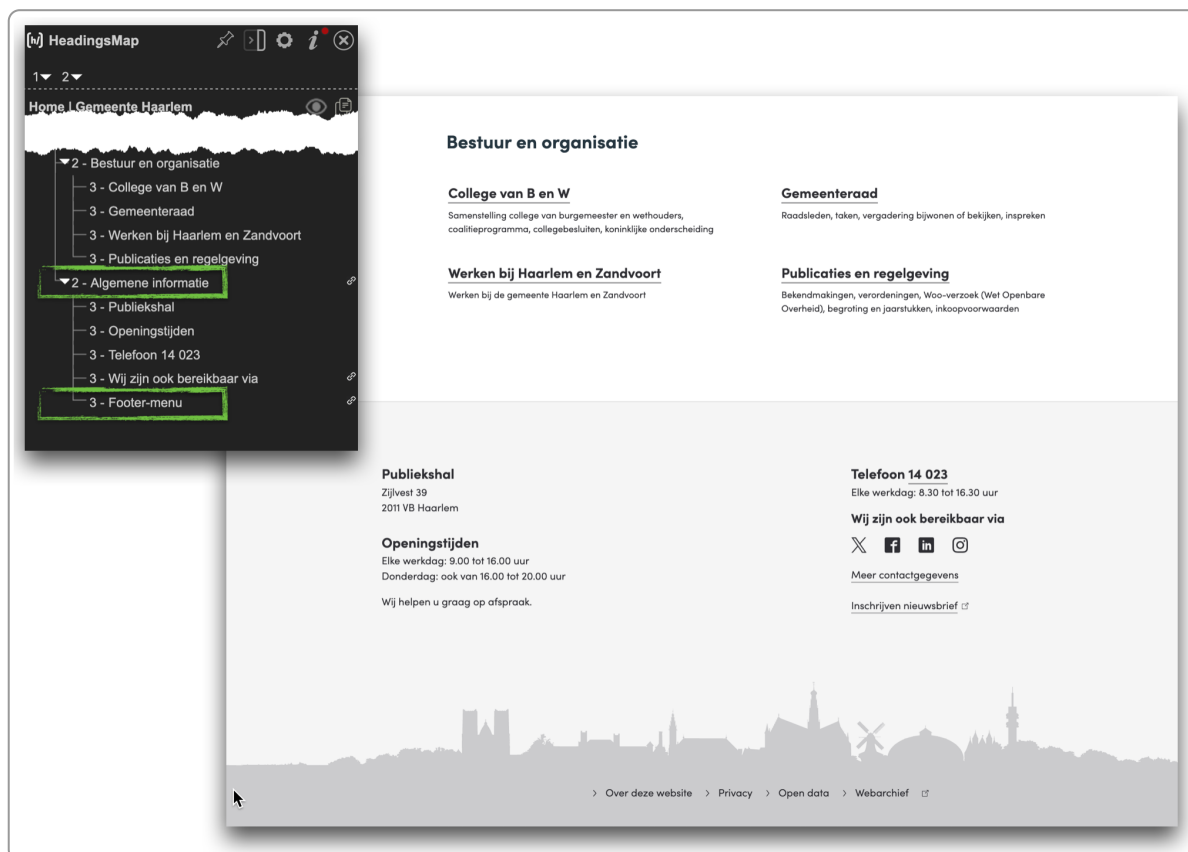 [h/] HeadingsMap
1 2
Home | Gemeente Haarlem
2 - Bestuur en organisatie
3 - College van B en W
3 - Gemeenteraad
3 - Werken bij Haarlem en Zandvoort
3 - Publicaties en regelgeving
2 - Algemene informatie
3 - Publiekshal
3 - Openingstijden
3 - Telefoon 14 023
3 - Wij zijn ook bereikbaar via
3 - Footer-menu
Bestuur en organisatie
College van B en W
Samenstelling college van burgemeester en wethouders,
coalitieprogramma, collegebesluiten, koninklijke onderscheiding
Gemeenteraad
Raadsleden, taken, vergadering bijwonen of bekijken, inspreken
Werken bij Haarlem en Zandvoort
Werken bij de gemeente Haarlem en Zandvoort
Publicaties en regelgeving
Bekendmakingen, verordeningen, Woo-verzoek (Wet Openbare
Overheid), begroting en jaarstukken, inkoopvoorwaarden
Publiekshal
Zijlvest 39
2011 VB Haarlem
Openingstijden
Elke werkdag: 9.00 tot 16.00 uur
Donderdag: ook van 16.00 tot 20.00 uur
Wij helpen u graag op afspraak.
Telefoon 14 023
Elke werkdag: 8.30 tot 16.30 uur
Wij zijn ook bereikbaar via
Meer contactgegevens
Inschrijven nieuwsbrief
Over deze website Privacy Open data Webarchief